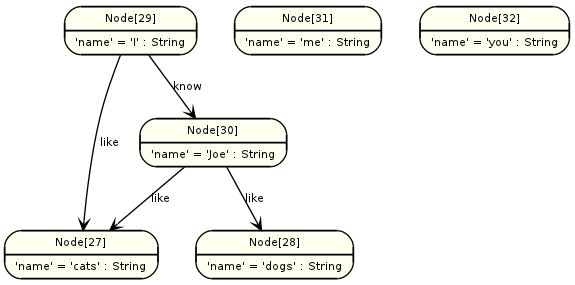 Node[29]
'name' = 'I' : String
Node[31]
'name' = 'me' : String
Node[32]
'name' = 'you' : String
know
like
Node[30]
'name' = 'Joe' : String
like
like
Node[27]
'name' = 'cats' : String
Node[28]
'name' = 'dogs' : String